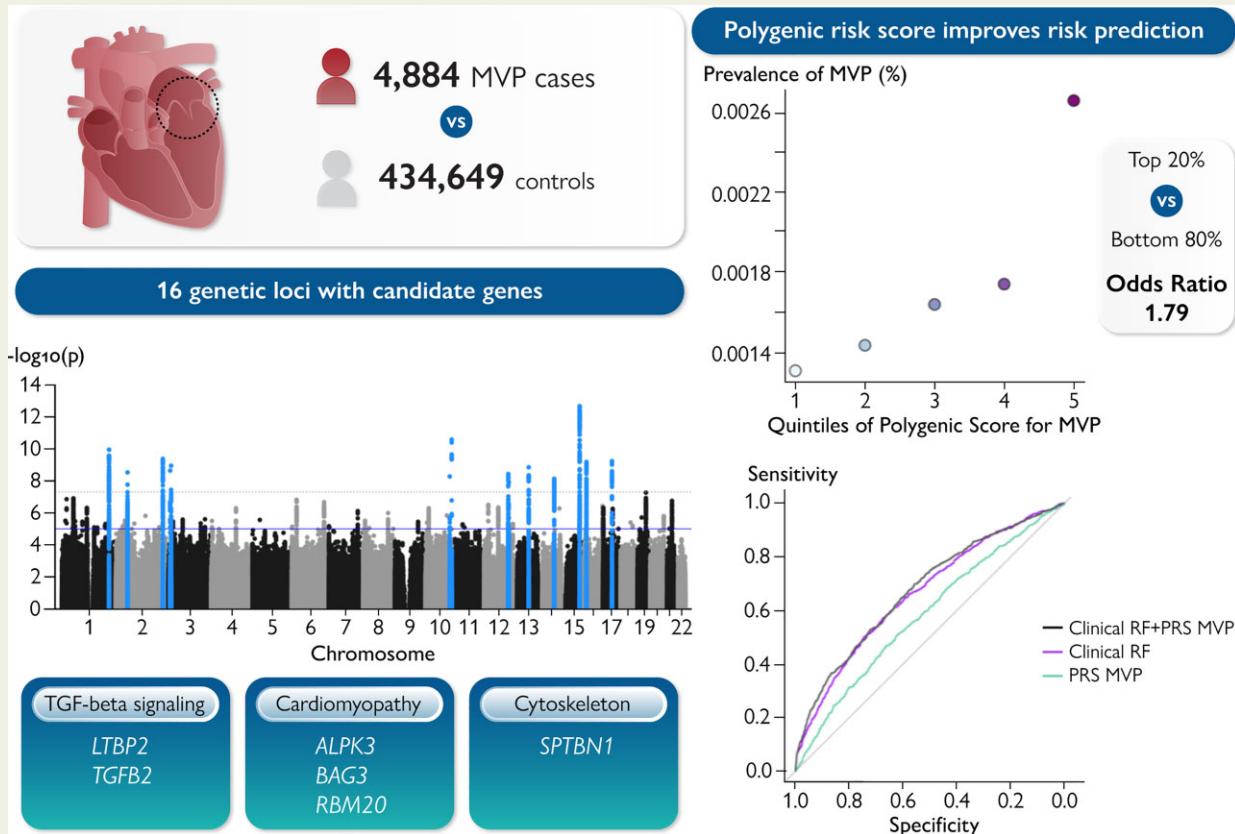 4,884 MVP cases
vs
434,649 controls
16 genetic loci with candidate genes
-log10(p)
14
12
10
8
6
4
2
0
1 2 3 4 5 6 7 8 9 10 11 12 13 15 17 19 22
Chromosome
TGF-beta signaling
LTBP2
TGFB2
Cardiomyopathy
ALPK3
BAG3
RBM20
Cytoskeleton
SPTBN1
Polygenic risk score improves risk prediction
Prevalence of MVP (%)
0.0026
0.0022
0.0018
0.0014
1 2 3 4 5
Quintiles of Polygenic Score for MVP
Top 20%
vs
Bottom 80%
Odds Ratio
1.79
Sensitivity
1.0
0.8
0.6
0.4
0.2
0.0
1.0 0.8 0.6 0.4 0.2 0.0
Specificity
Clinical RF+PRS MVP
Clinical RF
PRS MVP